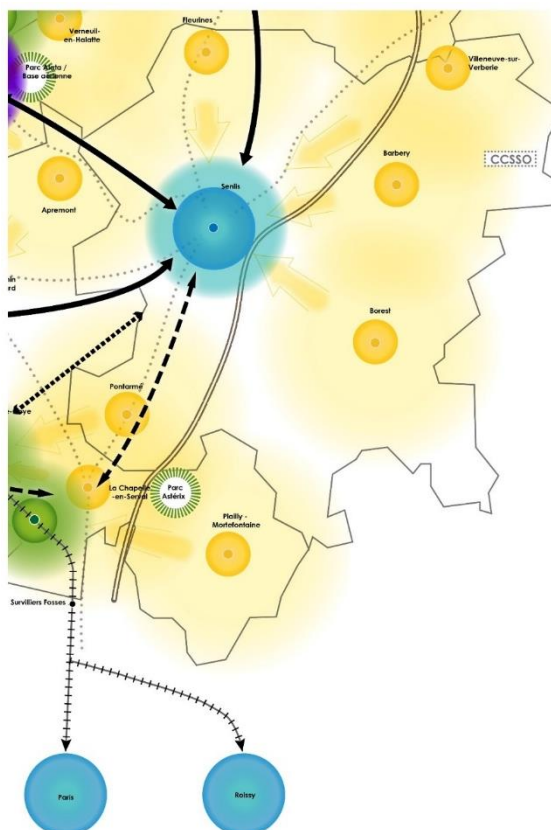 Fleurines
Verneuil-
en-Halatte
Villeneuve-sur-
Verberie
Parc Alata /
Base aérienne
Barbery
CCSSO
Senlis
Apremont
Borest
Pontarmé
La Chapelle
-en-Serval
Parc
Astérix
Plailly -
Mortefontaine
Survilliers Fosses
Paris
Roissy